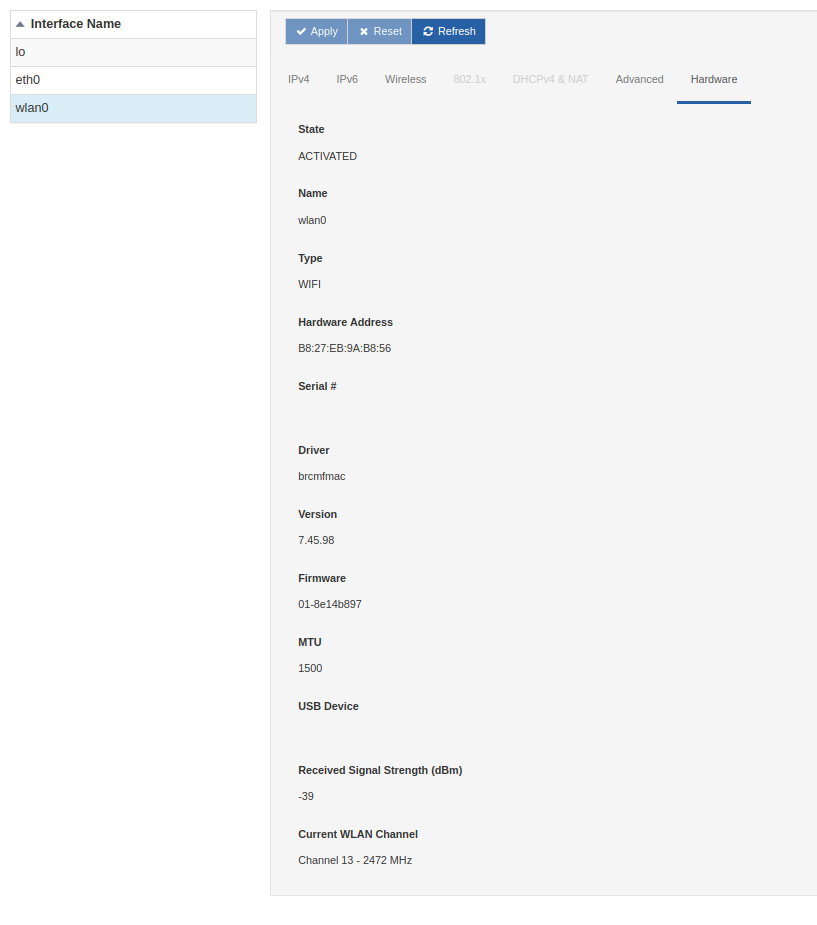 Interface Name
lo
eth0
wlan0
Apply Reset Refresh
IPv4 IPv6 Wireless 802.1x DHCPv4 & NAT Advanced Hardware
State
ACTIVATED
Name
wlan0
Type
WIFI
Hardware Address
B8:27:EB:9A:B8:56
Serial #
Driver
brcmfmac
Version
7.45.98
Firmware
01-8e14b897
MTU
1500
USB Device
Received Signal Strength (dBm)
-39
Current WLAN Channel
Channel 13 - 2472 MHz